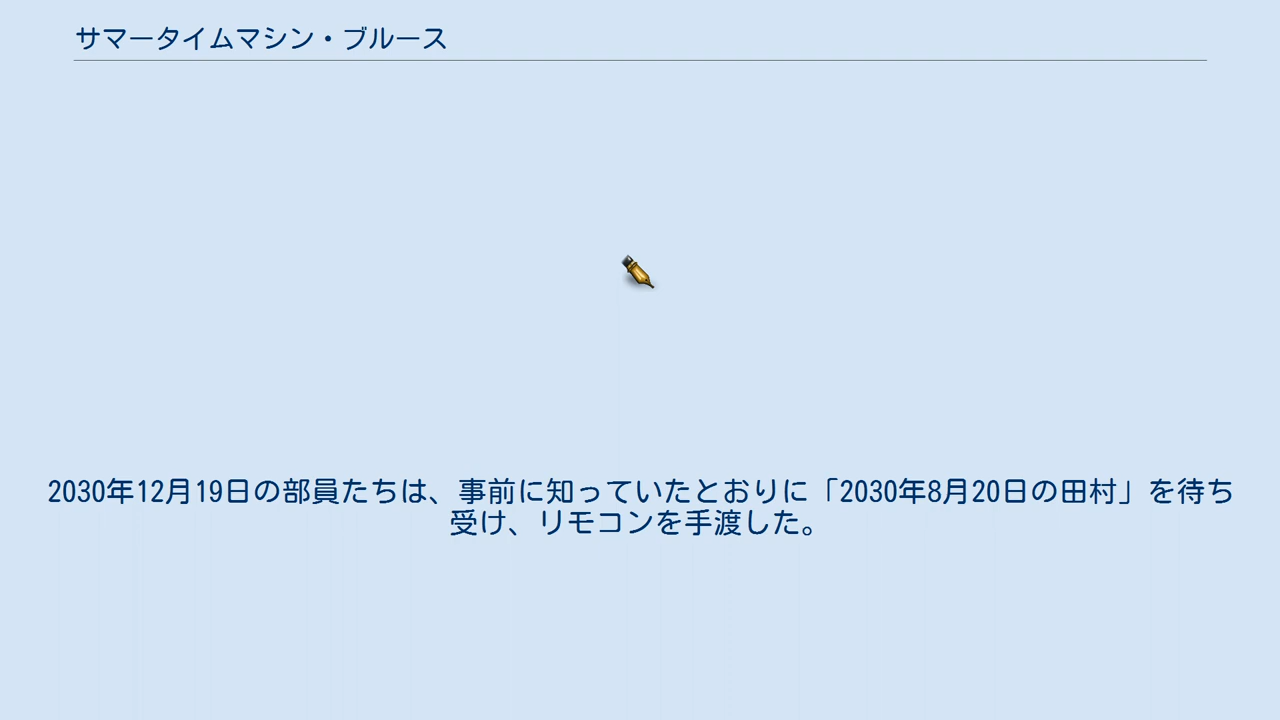 サマータイムマシン・ブルース
2030年12月19日の部員たちは、事前に知っていたとおりに「2030年8月20日の田村」を待ち
受け、リモコンを手渡した。